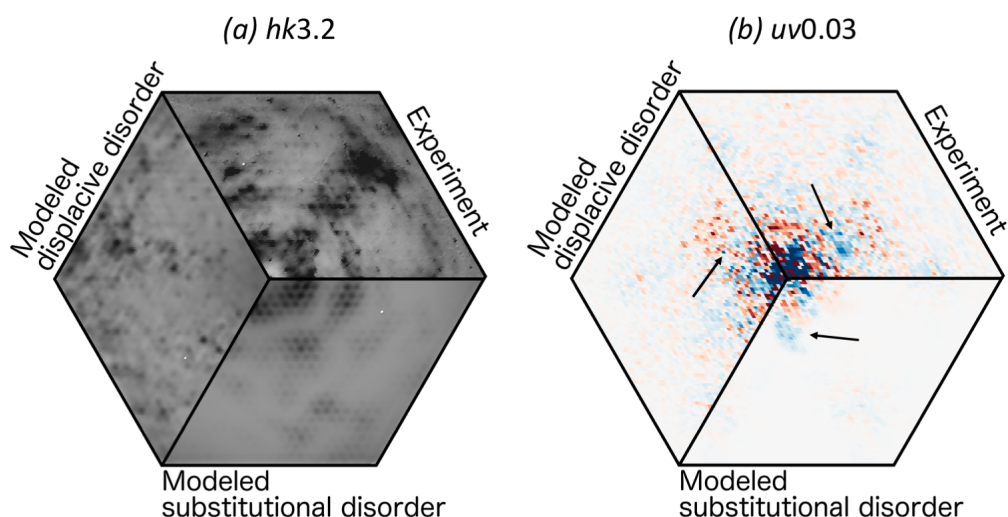 (a) hk3.2
Modeled
displacive disorder
Experiment
Modeled
substitutional disorder
(b) uv0.03
Modeled
displacive disorder
Experiment
Modeled
substitutional disorder